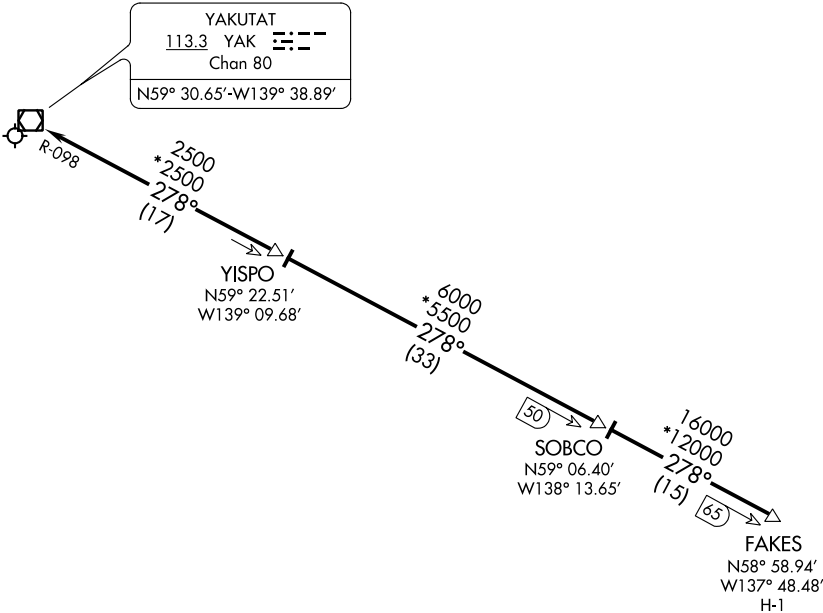 YAKUTAT
113.3 YAK
Chan 80
N59° 30.65'-W139° 38.89'
R-098
2500
*2500
278°
(17)
YISPO
N59° 22.51'
W139° 09.68'
6000
*5500
278°
(33)
50
SOBCO
N59° 06.40'
W138° 13.65'
16000
*12000
278°
(15)
65
FAKES
N58° 58.94'
W137° 48.48'
H-1